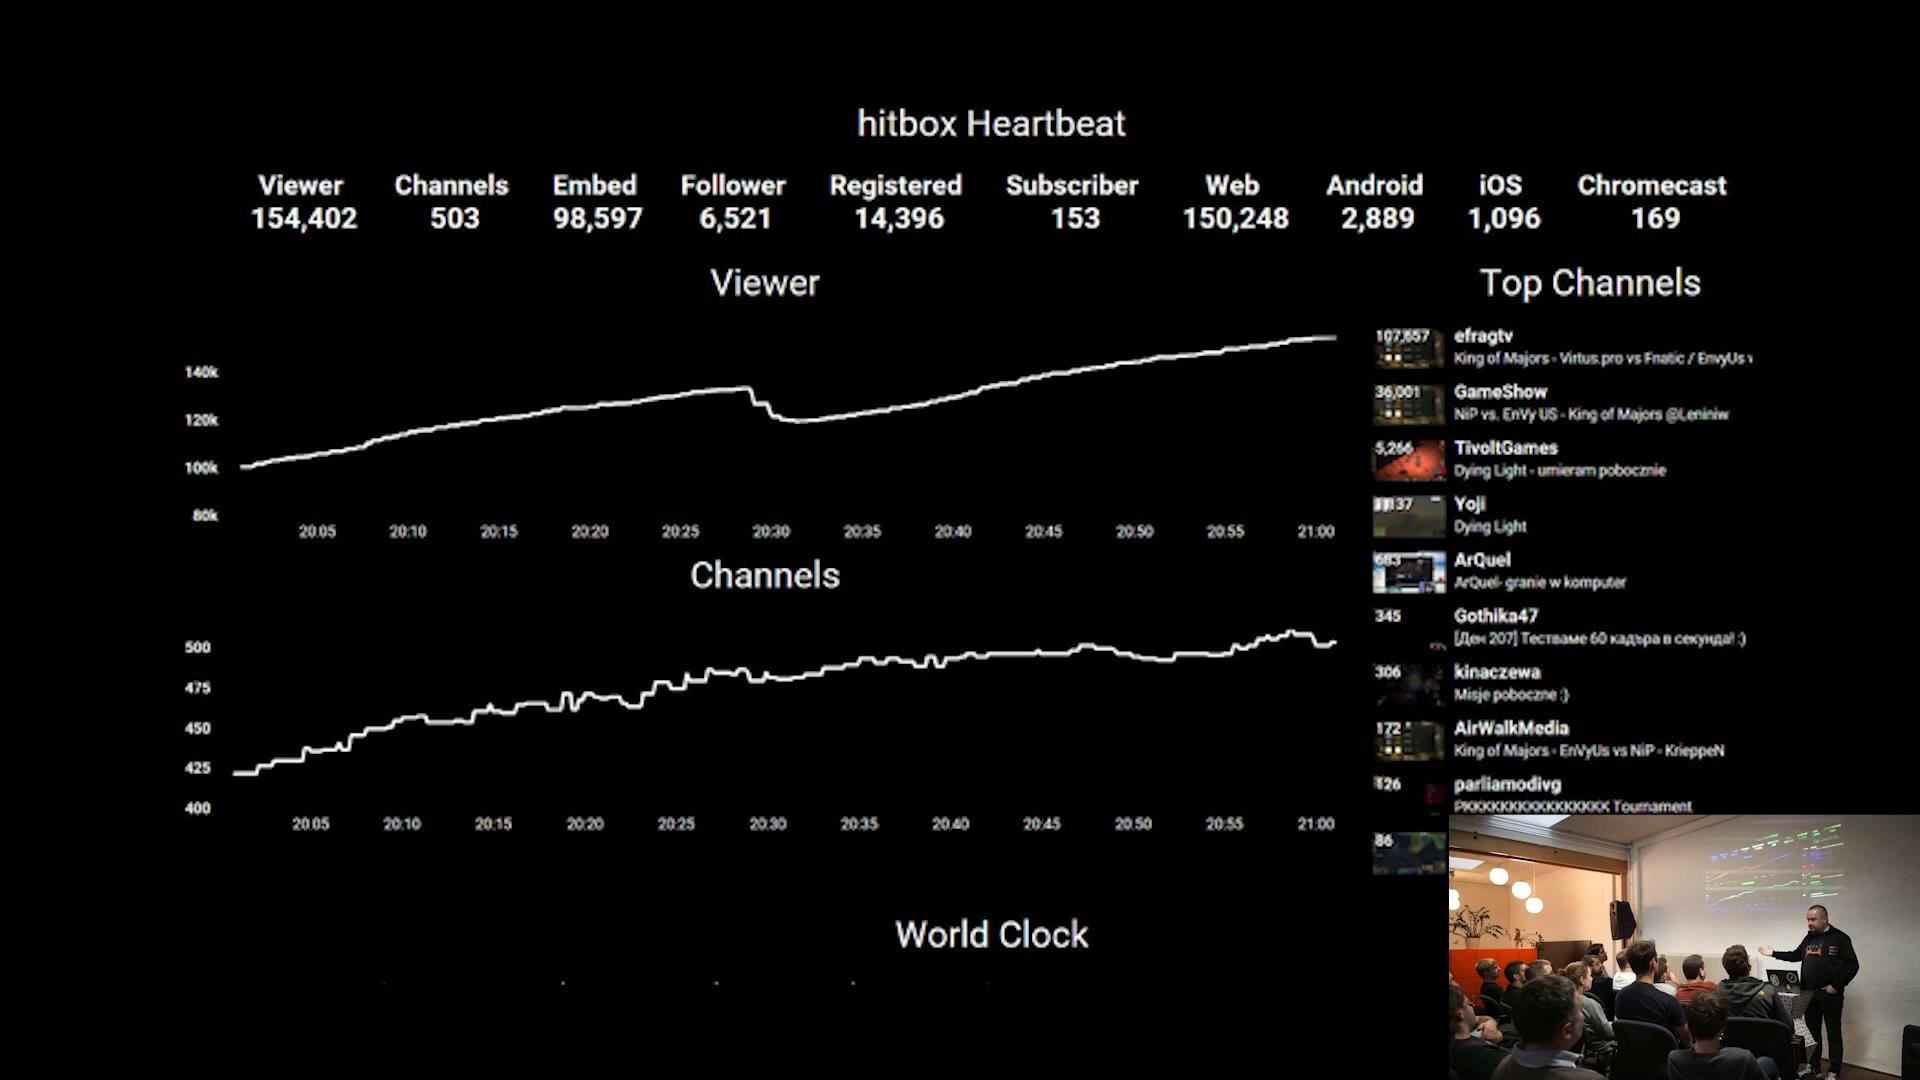 hitbox Heartbeat
Viewer Channels Embed Follower Registered Subscriber Web Android iOS Chromecast
154,402 503 98,597 6,521 14,396 153 150,248 2,889 1,096 169
Viewer
140k
120k
100k
80k
20:05 20:10 20:15 20:20 20:25 20:30 20:35 20:40 20:45 20:50 20:55 21:00
Channels
500
475
450
425
400
20:05 20:10 20:15 20:20 20:25 20:30 20:35 20:40 20:45 20:50 20:55 21:00
Top Channels
107,657 efragtv
King of Majors - Virtus.pro vs Fnatic / EnvyUs v
36,001 GameShow
NiP vs. EnVy US - King of Majors @Leniniw
5,266 TivoltGames
Dying Light - umieram pobocznie
Yoji
Dying Light
683 ArQuel
ArQuel- granie w komputer
345 Gothika47
[Ден 207] Тестваме 60 кадъра в секунда! :)
306 kinaczewa
Misje poboczne :)
172 AirWalkMedia
King of Majors - EnVyUs vs NiP - KrieppeN
126 parliamodivg
Tournament
86
World Clock